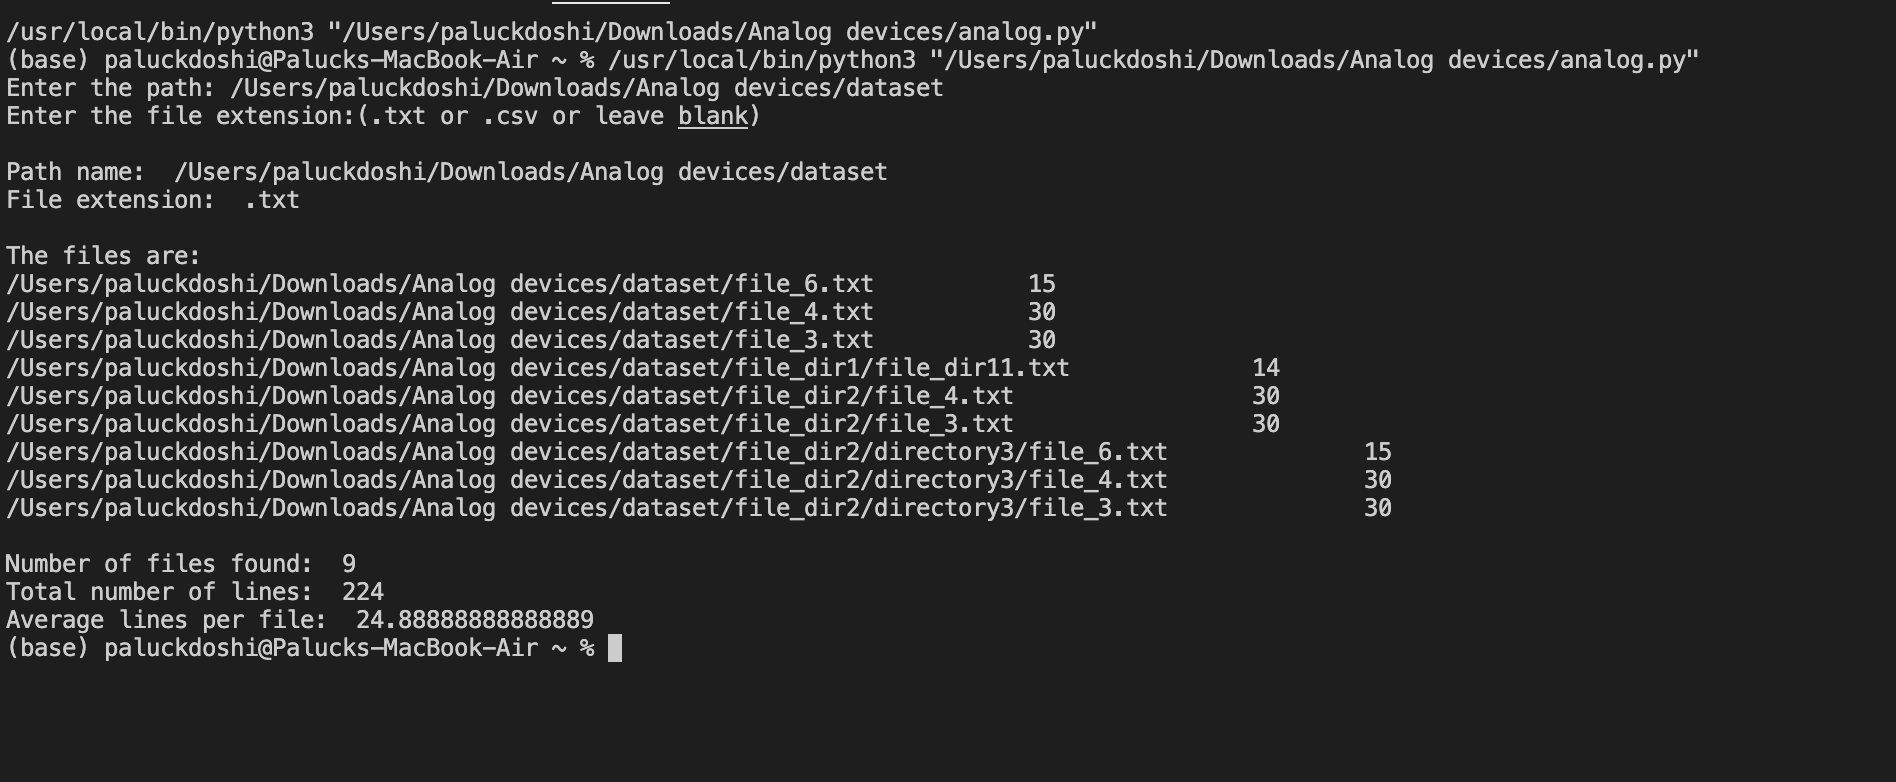 /usr/local/bin/python3 "/Users/paluckdoshi/Downloads/Analog devices/analog.py"
(base) paluckdoshi@Palucks-MacBook-Air ~ % /usr/local/bin/python3 "/Users/paluckdoshi/Downloads/Analog devices/analog.py"
Enter the path: /Users/paluckdoshi/Downloads/Analog devices/dataset
Enter the file extension:(.txt or .csv or leave blank)
Path name:  /Users/paluckdoshi/Downloads/Analog devices/dataset
File extension:  .txt
The files are:
/Users/paluckdoshi/Downloads/Analog devices/dataset/file_6.txt           15
/Users/paluckdoshi/Downloads/Analog devices/dataset/file_4.txt           30
/Users/paluckdoshi/Downloads/Analog devices/dataset/file_3.txt           30
/Users/paluckdoshi/Downloads/Analog devices/dataset/file_dir1/file_dir11.txt             14
/Users/paluckdoshi/Downloads/Analog devices/dataset/file_dir2/file_4.txt                 30
/Users/paluckdoshi/Downloads/Analog devices/dataset/file_dir2/file_3.txt                 30
/Users/paluckdoshi/Downloads/Analog devices/dataset/file_dir2/directory3/file_6.txt              15
/Users/paluckdoshi/Downloads/Analog devices/dataset/file_dir2/directory3/file_4.txt              30
/Users/paluckdoshi/Downloads/Analog devices/dataset/file_dir2/directory3/file_3.txt              30
Number of files found:  9
Total number of lines:  224
Average lines per file:  24.88888888888889
(base) paluckdoshi@Palucks-MacBook-Air ~ %